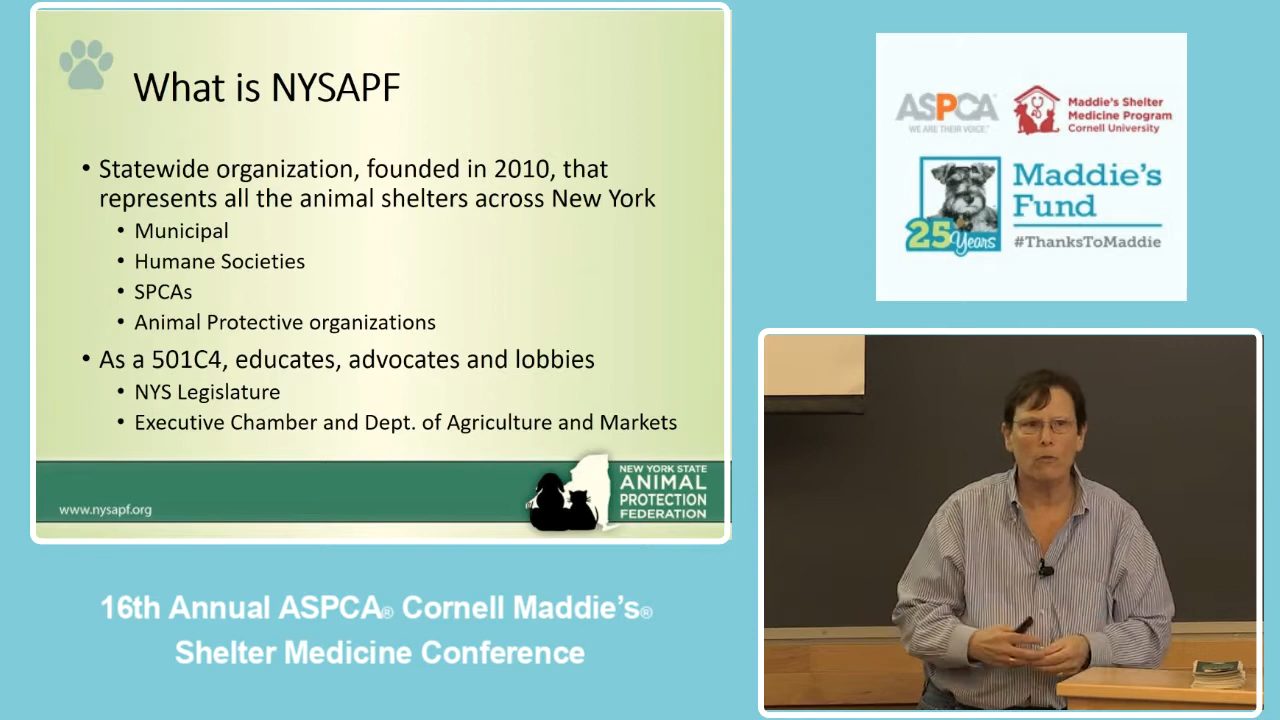 What is NYSAPF
• Statewide organization, founded in 2010, that
represents all the animal shelters across New York
• Municipal
• Humane Societies
• SPCAs
• Animal Protective organizations
• As a 501C4, educates, advocates and lobbies
• NYS Legislature
• Executive Chamber and Dept. of Agriculture and Markets
www.nysapf.org
NEW YORK STATE
ANIMAL
PROTECTION
FEDERATION
16th Annual ASPCA® Cornell Maddie’s®
Shelter Medicine Conference
ASPCA
WE ARE THEIR VOICE.
Maddie's Shelter
Medicine Program
Cornell University
Maddie's
Fund
25 Years
#ThanksToMaddie